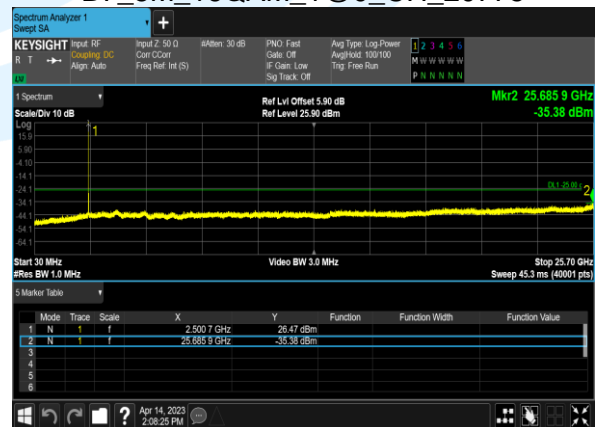 Spectrum Analyzer 1
Swept SA
+
KEYSIGHT
R T
LW
Input: RF
Coupling: DC
Align: Auto
Input Z: 50 Ω
Corr CCorr
Freq Ref: Int (S)
#Atten: 30 dB
PNO: Fast
Gate: Off
IF Gain: Low
Sig Track: Off
Avg Type: Log-Power
Avg|Hold: 100/100
Trig: Free Run
1 2 3 4 5 6
M W W W W W
P N N N N N
1 Spectrum
Scale/Div 10 dB
Ref Lvl Offset 5.90 dB
Ref Level 25.90 dBm
Mkr2 25.685 9 GHz
-35.38 dBm
Log
15.9
5.90
-4.10
-14.1
-24.1
-34.1
-44.1
-54.1
-64.1
1
2
Start 30 MHz
#Res BW 1.0 MHz
Video BW 3.0 MHz
Stop 25.70 GHz
Sweep 45.3 ms (40001 pts)
5 Marker Table
Mode Trace Scale X Y Function Function Width Function Value
1 N 1 f 2.500 7 GHz 26.47 dBm
2 N 1 f 25.685 9 GHz -35.38 dBm
3
4
5
6
?
Apr 14, 2023
2:08:25 PM